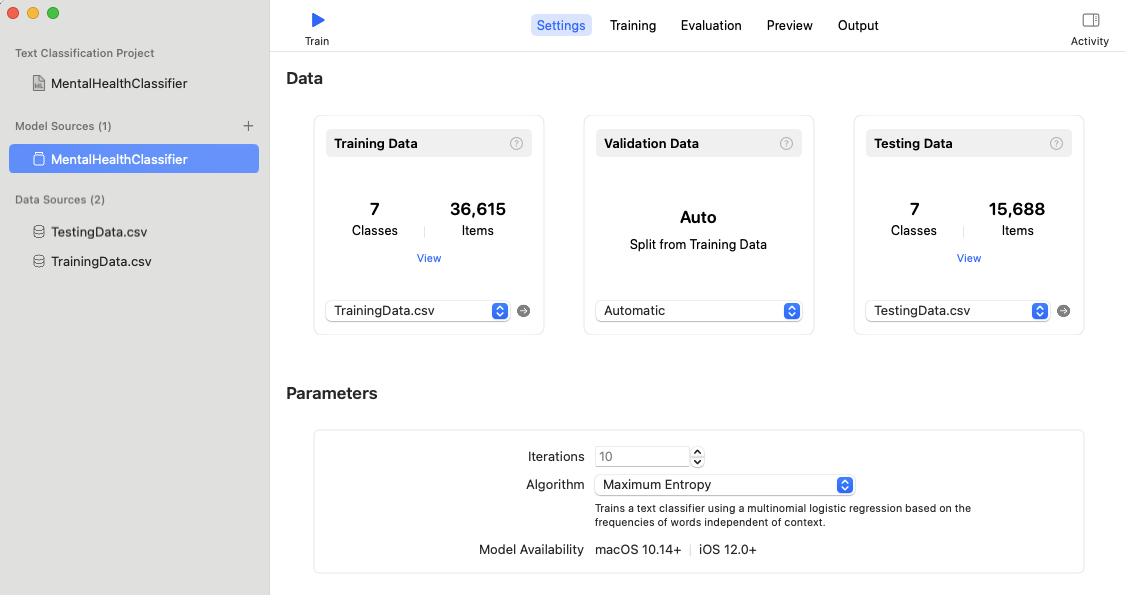 Train
Settings Training Evaluation Preview Output
Activity
Text Classification Project
MentalHealthClassifier
Model Sources (1)
MentalHealthClassifier
Data Sources (2)
TestingData.csv
TrainingData.csv
Data
Training Data
7
Classes
36,615
Items
View
TrainingData.csv
Validation Data
Auto
Split from Training Data
Automatic
Testing Data
7
Classes
15,688
Items
View
TestingData.csv
Parameters
Iterations 10
Algorithm Maximum Entropy
Trains a text classifier using a multinomial logistic regression based on the
frequencies of words independent of context.
Model Availability macOS 10.14+ iOS 12.0+